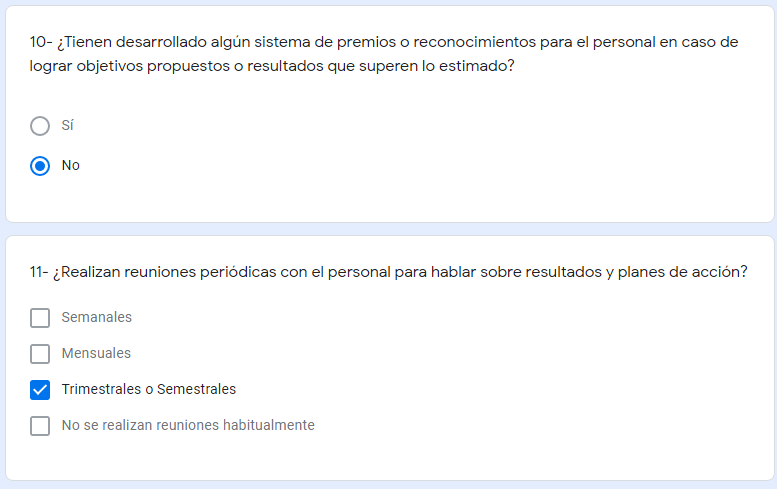 10- ¿Tienen desarrollado algún sistema de premios o reconocimientos para el personal en caso de
lograr objetivos propuestos o resultados que superen lo estimado?
Sí
No
11- ¿Realizan reuniones periódicas con el personal para hablar sobre resultados y planes de acción?
Semanales
Mensuales
Trimestrales o Semestrales
No se realizan reuniones habitualmente